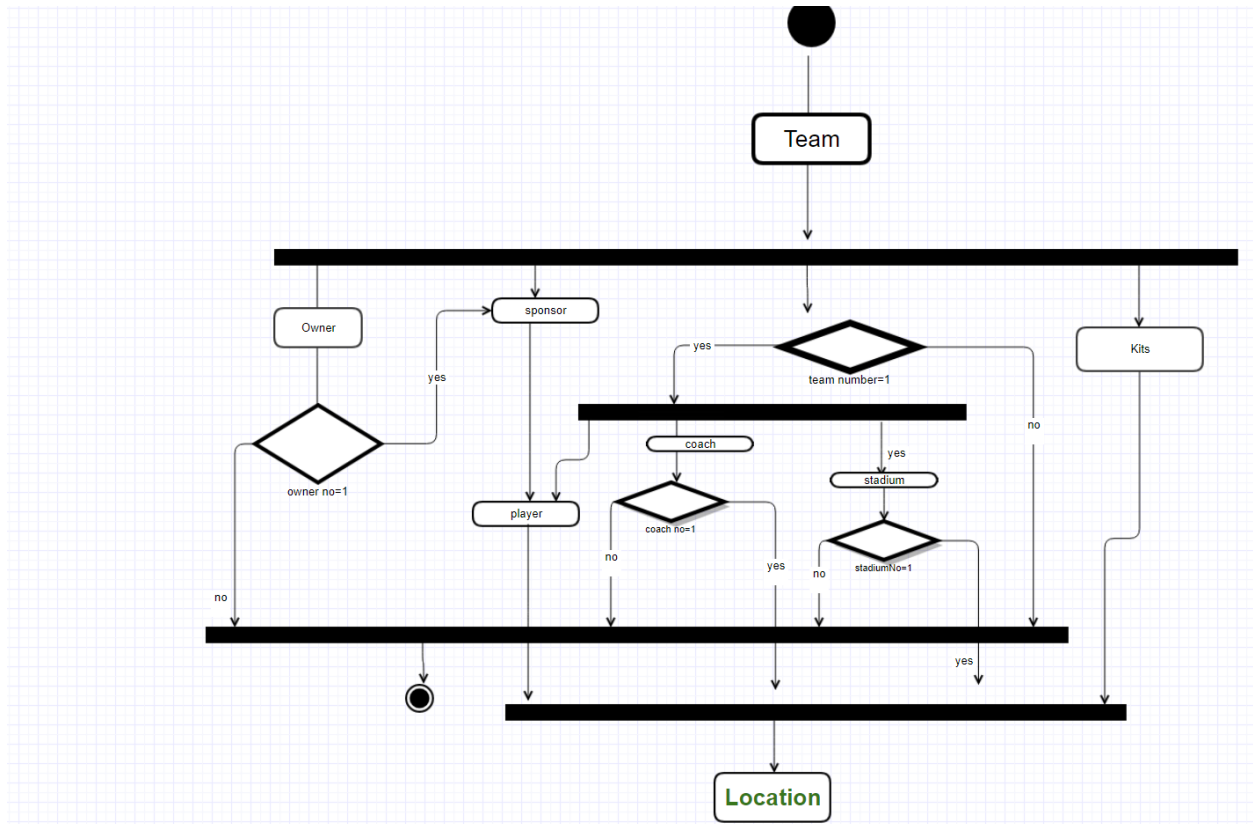 Team
sponsor
Owner
yes
team number=1
Kits
yes
no
coach
yes
stadium
owner no=1
player
coach no=1
no
yes
no
stadiumNo=1
no
yes
Location